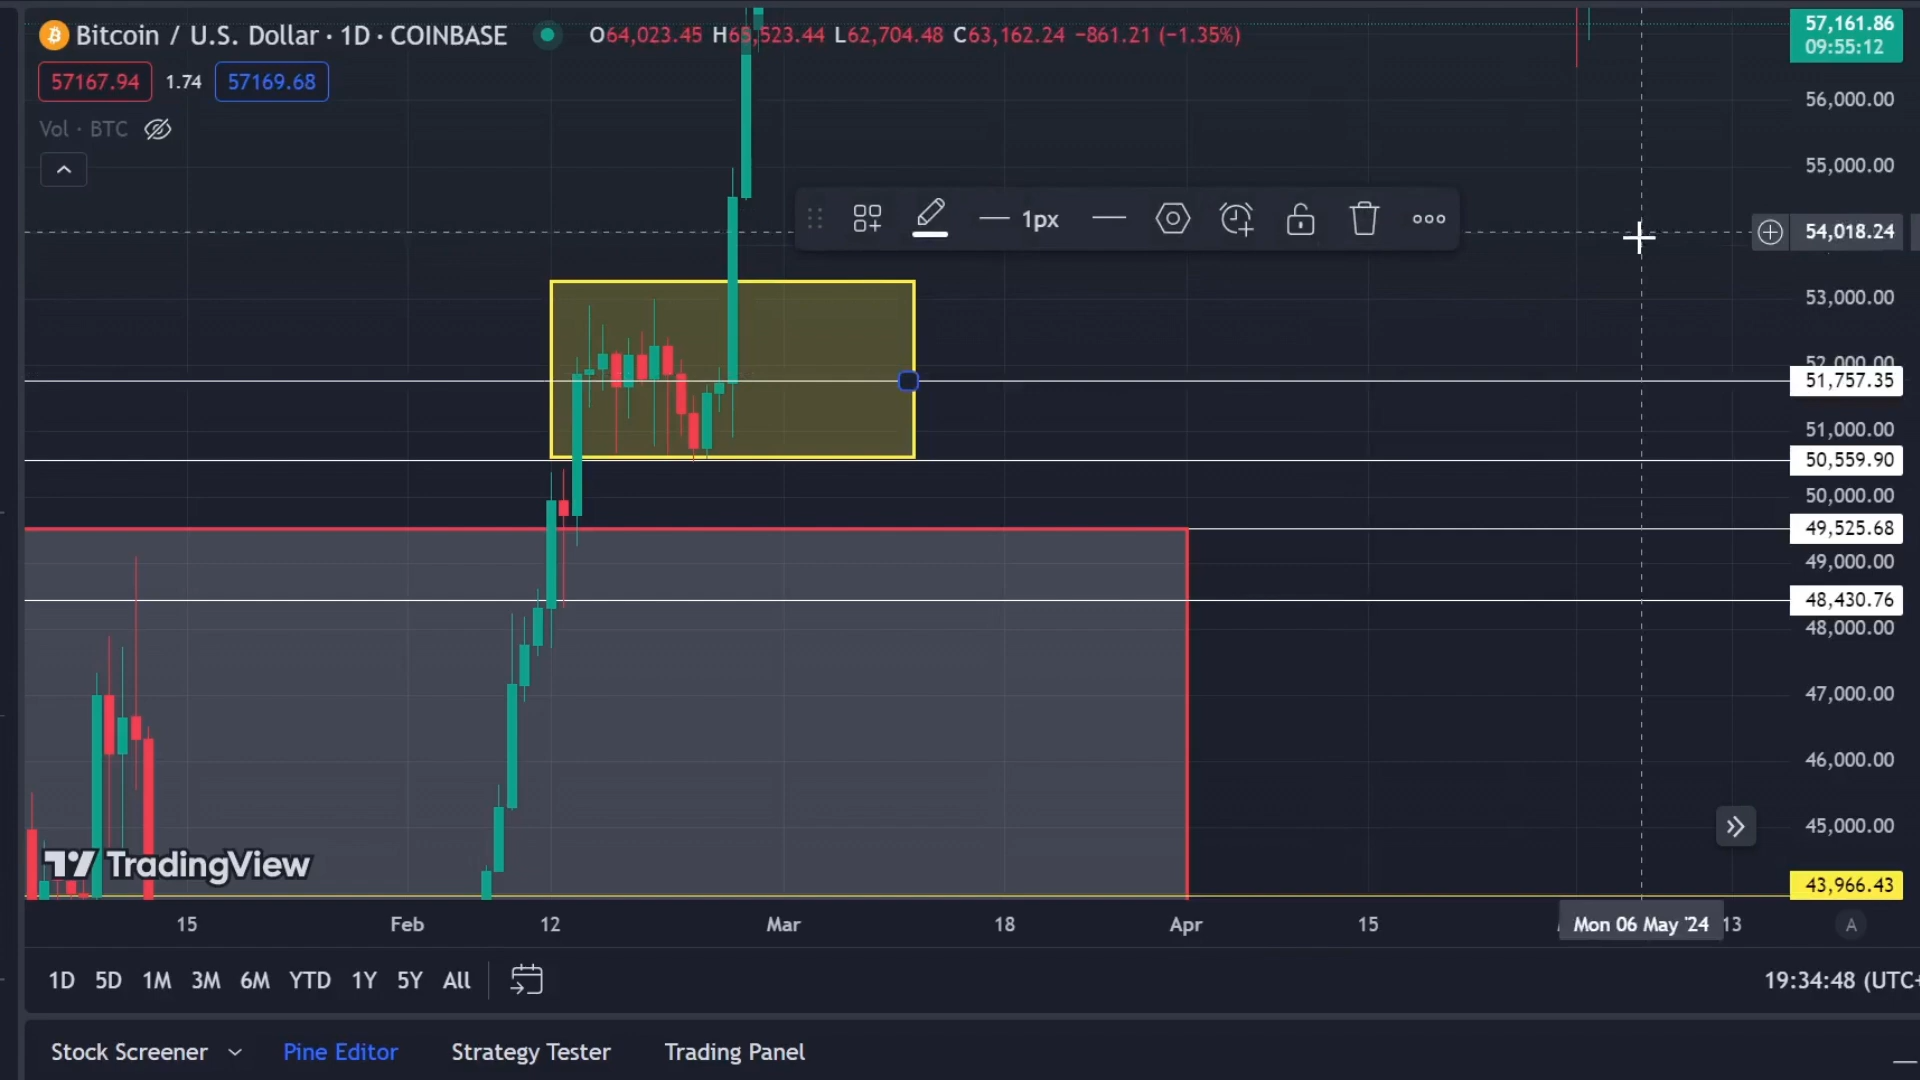 Bitcoin / U.S. Dollar · 1D · COINBASE O64,023.45 H65,523.44 L62,704.48 C63,162.24 −861.21 (−1.35%)
57,161.86
09:55:12
57167.94 1.74 57169.68
56,000.00
Vol · BTC
55,000.00
1px
54,018.24
53,000.00
52,000.00
51,757.35
51,000.00
50,559.90
50,000.00
49,525.68
49,000.00
48,430.76
48,000.00
47,000.00
46,000.00
45,000.00
TradingView
43,966.43
15 Feb 12 Mar 18 Apr 15 Mon 06 May '24 13 A
1D 5D 1M 3M 6M YTD 1Y 5Y All 19:34:48 (UTC+
Stock Screener Pine Editor Strategy Tester Trading Panel